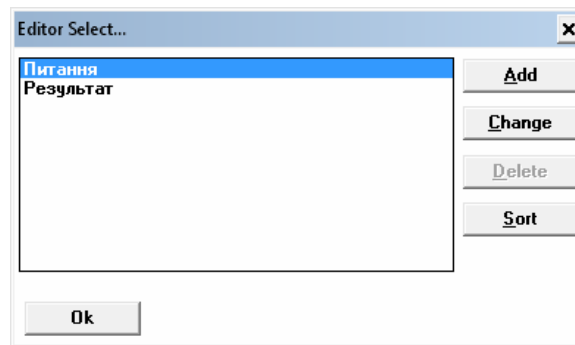 Editor Select...
Питання
Результат
Add
Change
Delete
Sort
Ok